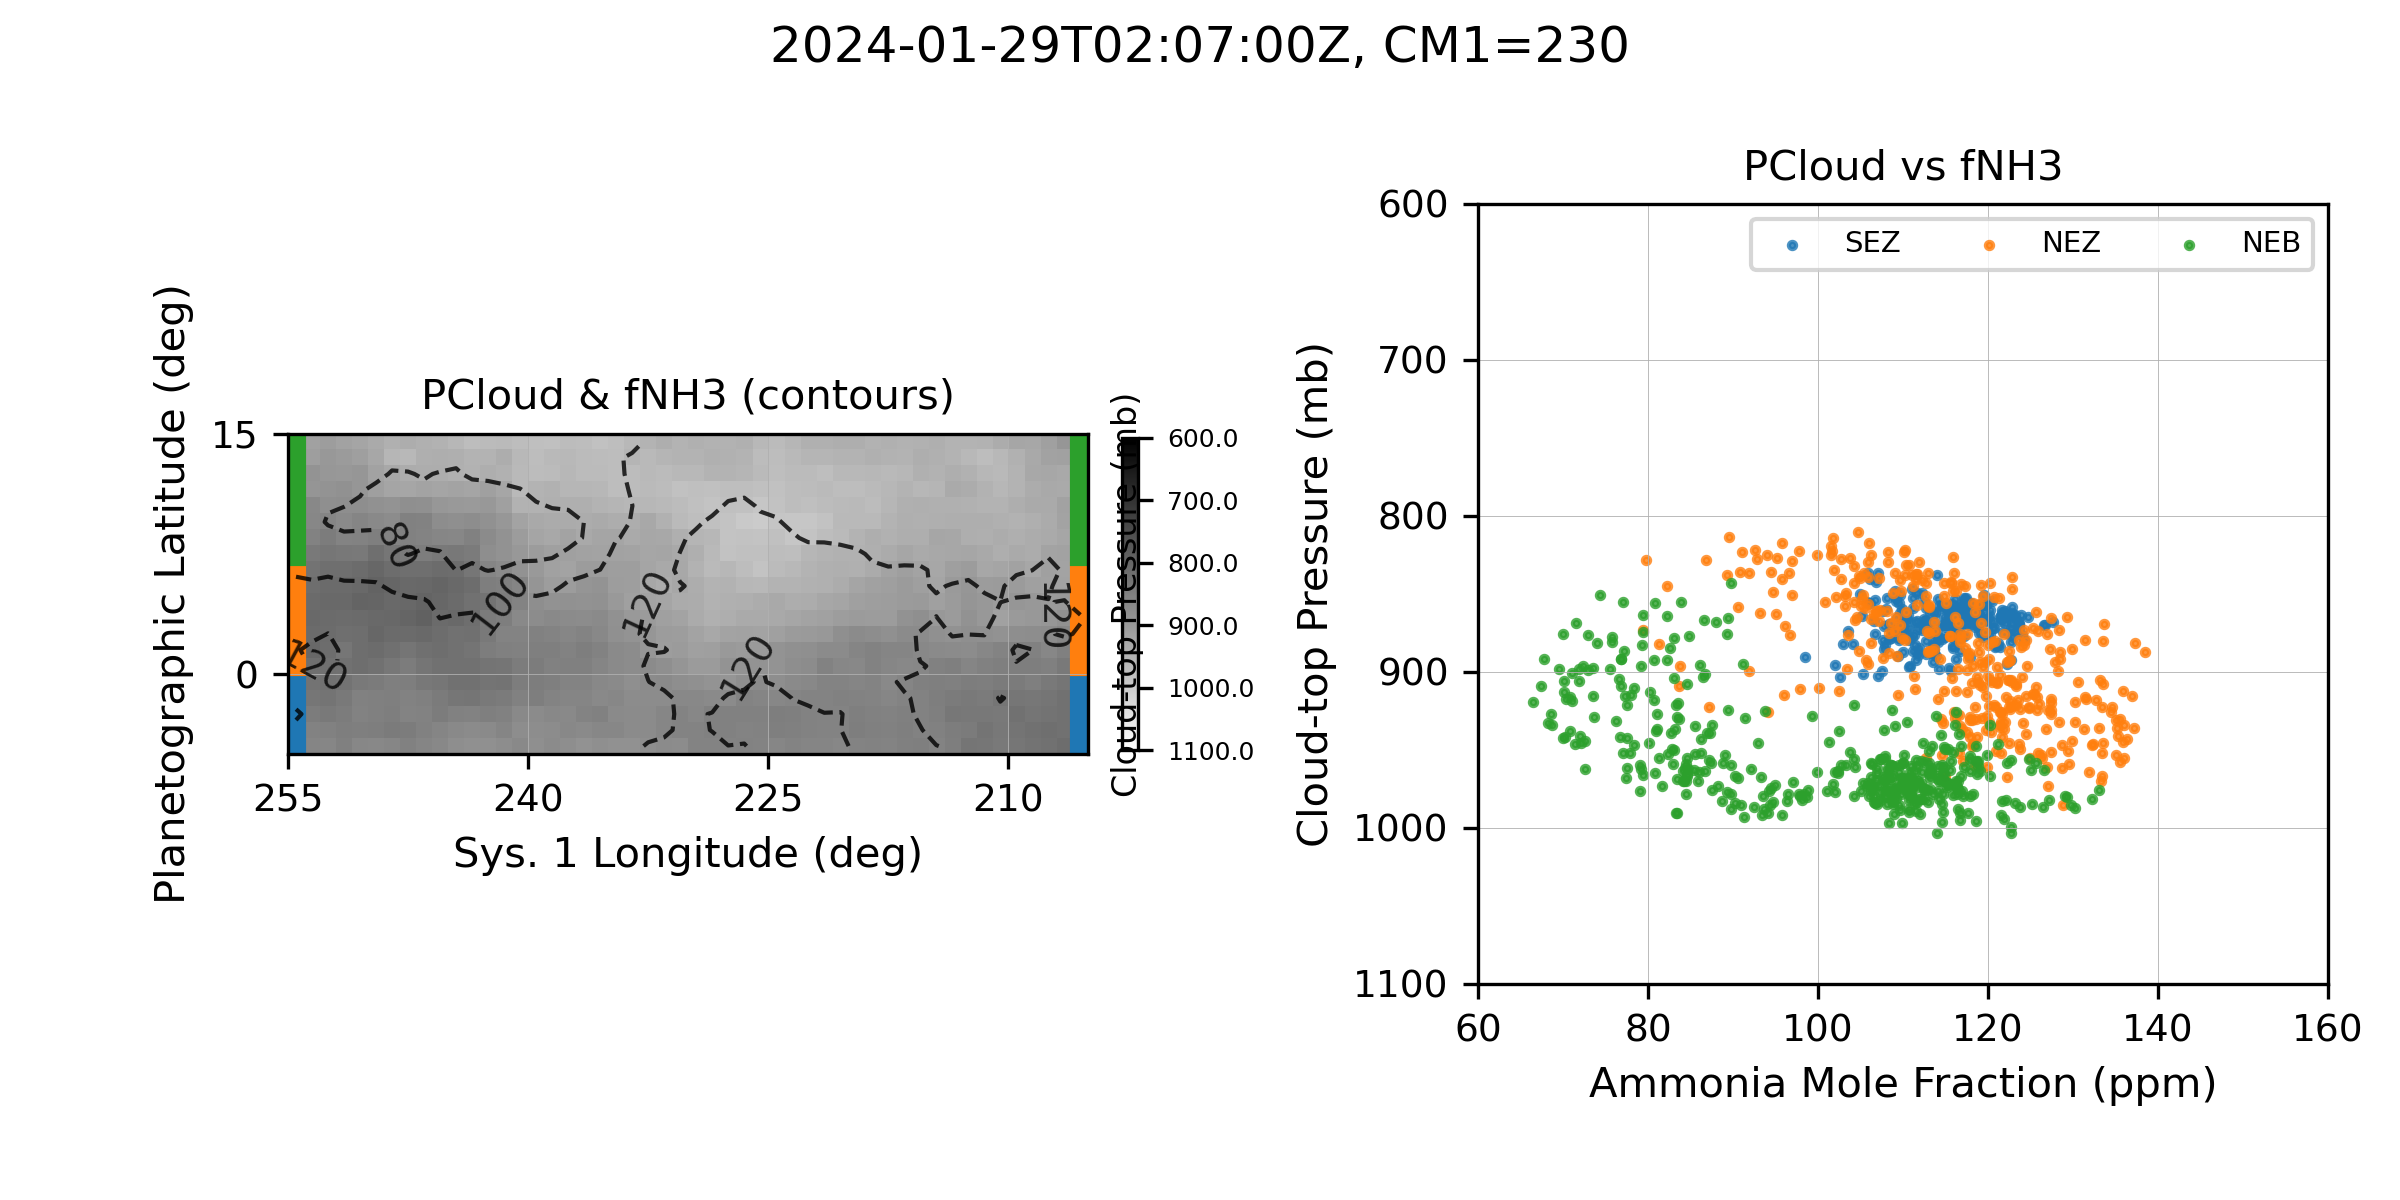 2024-01-29T02:07:00Z, CM1=230
PCloud & fNH3 (contours)
Planetographic Latitude (deg)
15
0
80
100
120
120
120
120
255
240
225
210
Sys. 1 Longitude (deg)
Cloud-top Pressure (mb)
600.0
700.0
800.0
900.0
1000.0
1100.0
PCloud vs fNH3
SEZ NEZ NEB
Cloud-top Pressure (mb)
600
700
800
900
1000
1100
60 80 100 120 140 160
Ammonia Mole Fraction (ppm)